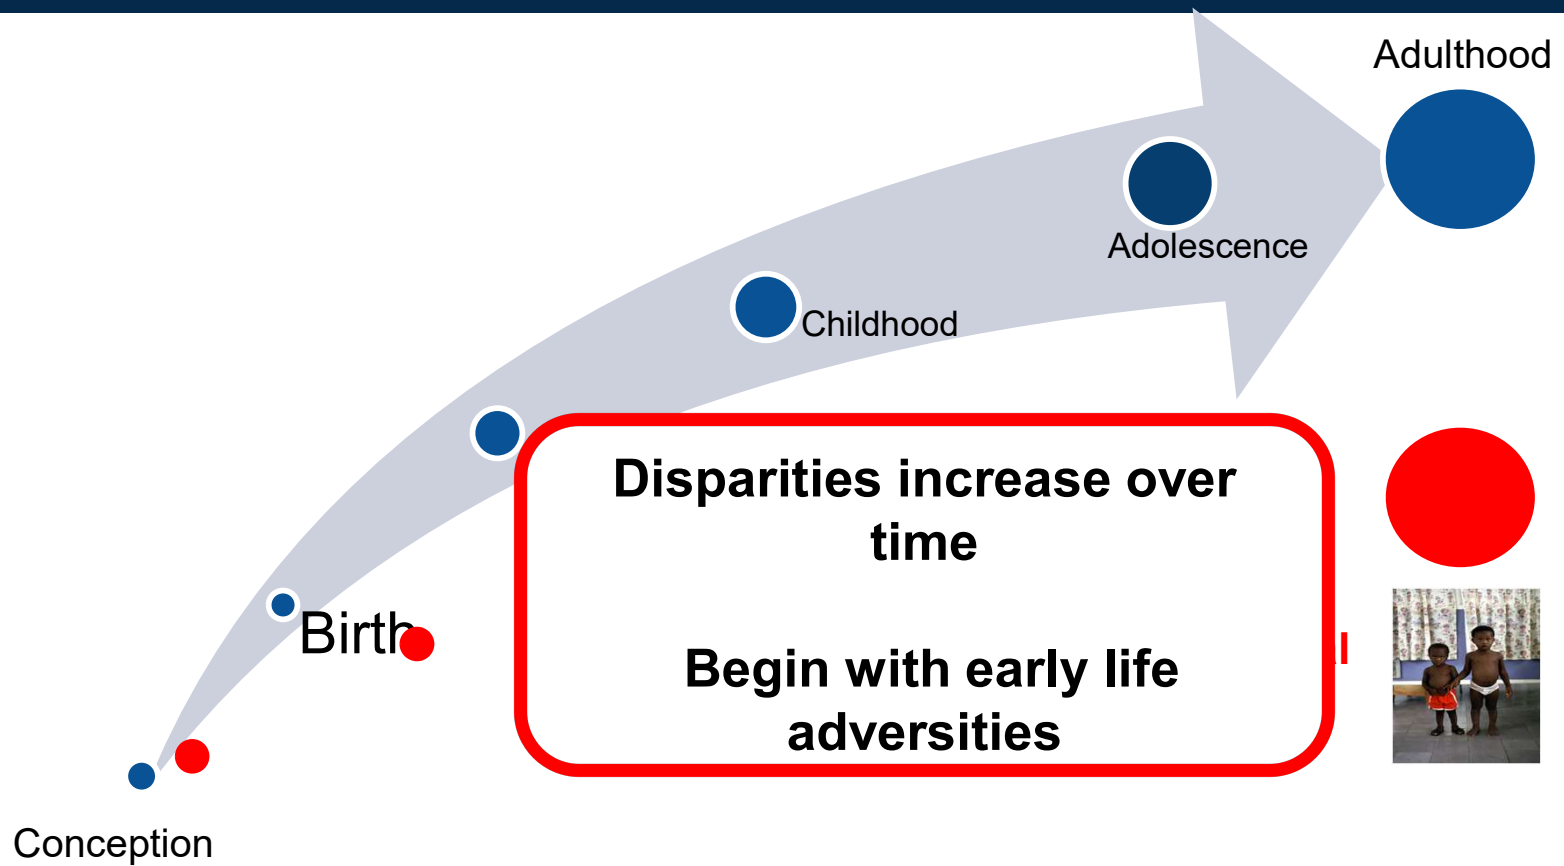 Adulthood
Adolescence
Childhood
Disparities increase over
time
Birth
Begin with early life
adversities
Conception